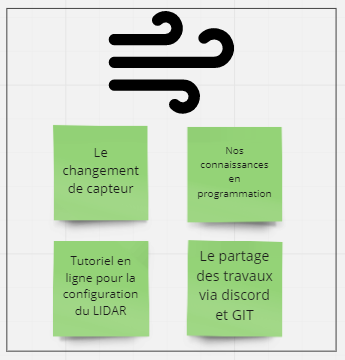 Le
changement
de capteur
Nos
connaissances
en
programmation
Tutoriel en
ligne pour la
configuration
du LIDAR
Le partage
des travaux
via discord
et GIT